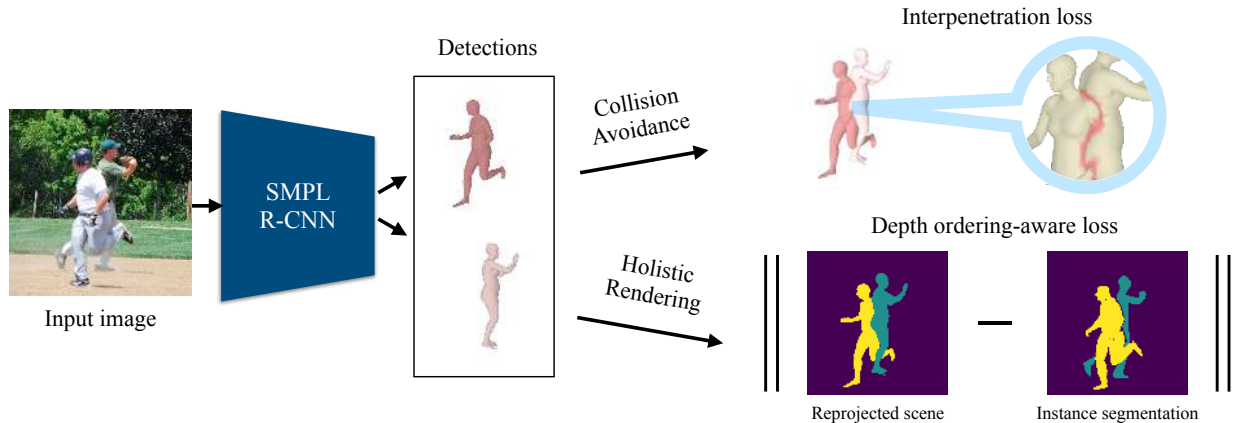 Interpenetration loss
Detections
Collision
Avoidance
SMPL
R-CNN
Depth ordering-aware loss
Holistic
Rendering
Input image
Reprojected scene
Instance segmentation